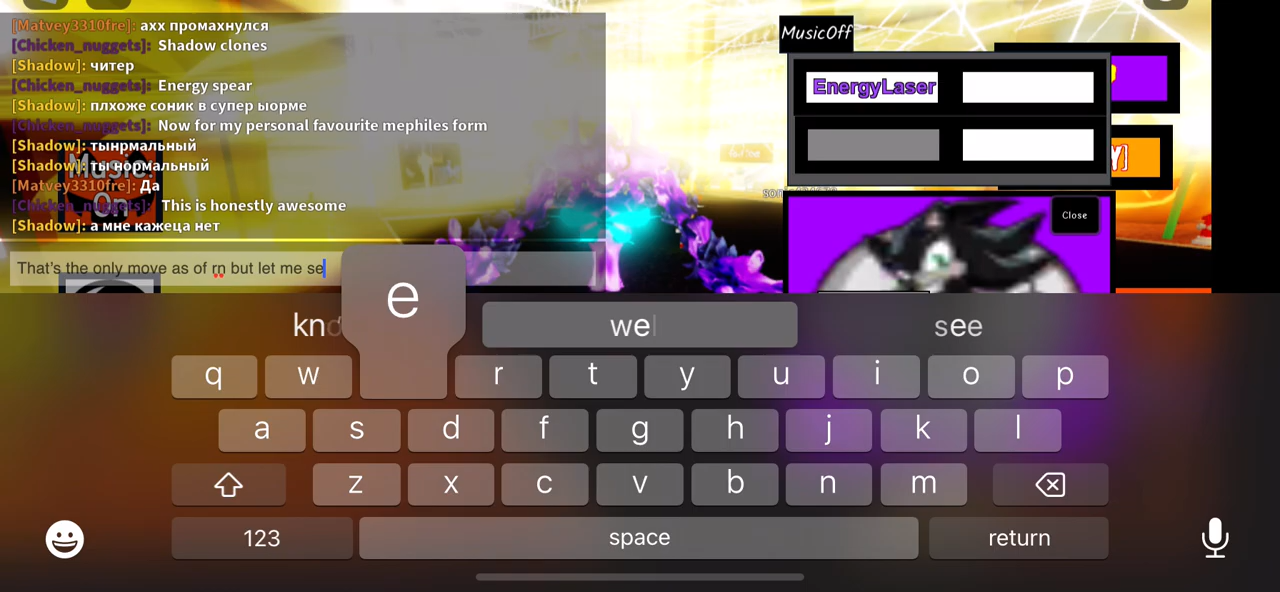 [Matvey3310fre]: ахх промахнулся
[Chicken_nuggets]: Shadow clones
[Shadow]: читер
[Chicken_nuggets]: Energy spear
[Shadow]: плхоже соник в супер ыорме
[Chicken_nuggets]: Now for my personal favourite mephiles form
[Shadow]: тынрмальный
[Shadow]: ты нормальный
[Matvey3310fre]: Да
[Chicken_nuggets]: This is honestly awesome
[Shadow]: а мне кажеца нет
Music:
On
That's the only move as of rn but let me se
MusicOff
EnergyLaser
Y]
Close
e
kno
we
see
q w r t y u i o p
a s d f g h j k l
z x c v b n m
123 space return